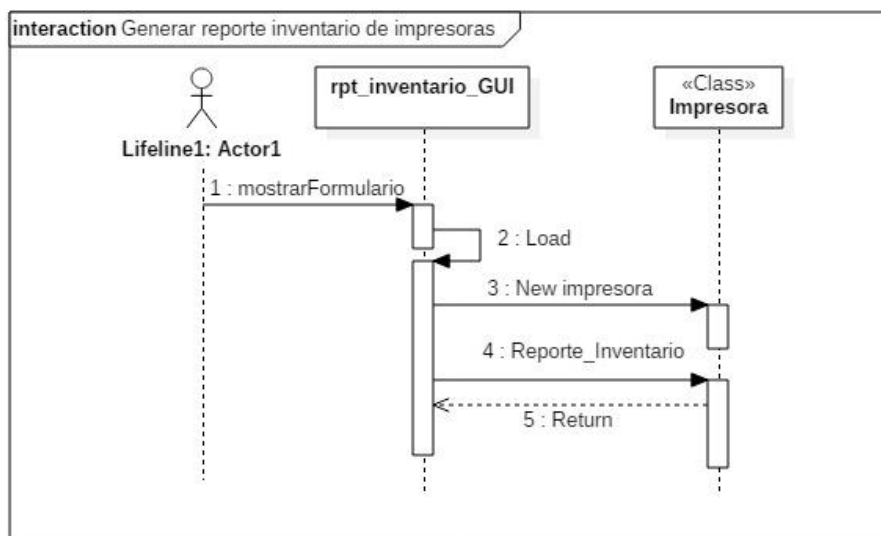 interaction Generar reporte inventario de impresoras
rpt_inventario_GUI
«Class»
Impresora
Lifeline1: Actor1
1 : mostrarFormulario
2 : Load
3 : New impresora
4 : Reporte_Inventario
5 : Return